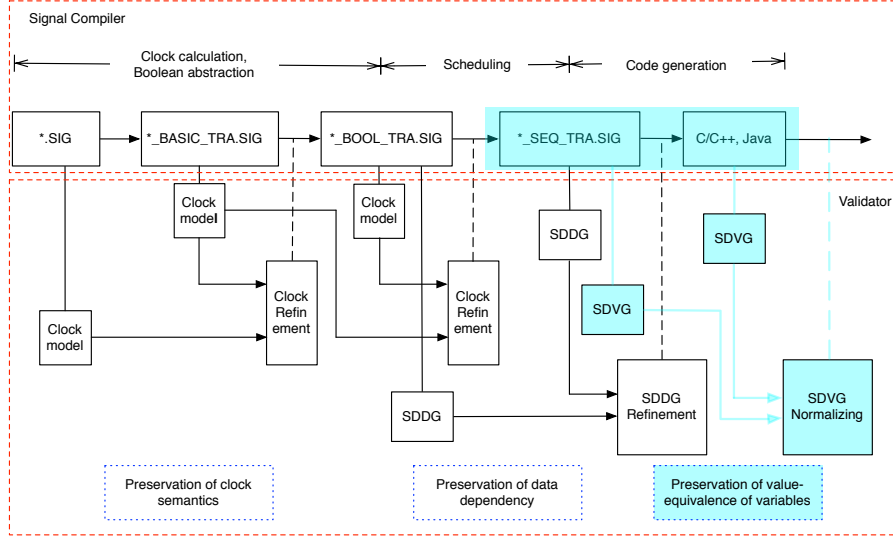 Signal Compiler
Clock calculation,
Boolean abstraction
Scheduling
Code generation
*.SIG
*_BASIC_TRA.SIG
*_BOOL_TRA.SIG
*_SEQ_TRA.SIG
C/C++, Java
Validator
Clock
model
Clock
model
SDDG
SDVG
Clock
Refin
ement
Clock
Refin
ement
SDVG
Clock
model
SDDG
SDDG
Refinement
SDVG
Normalizing
Preservation of clock
semantics
Preservation of data
dependency
Preservation of value-
equivalence of variables